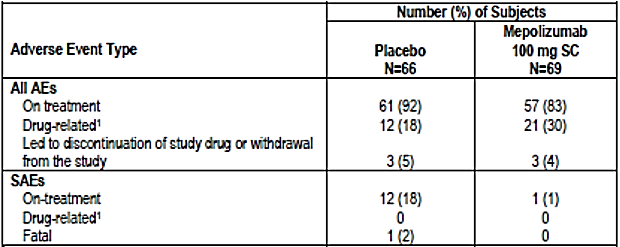 Number (%) of Subjects
Adverse Event Type Placebo N=66 Mepolizumab 100 mg SC N=69
All AEs
On treatment 61 (92) 57 (83)
Drug-related¹ 12 (18) 21 (30)
Led to discontinuation of study drug or withdrawal
from the study 3 (5) 3 (4)
SAEs
On-treatment 12 (18) 1 (1)
Drug-related¹ 0 0
Fatal 1 (2) 0